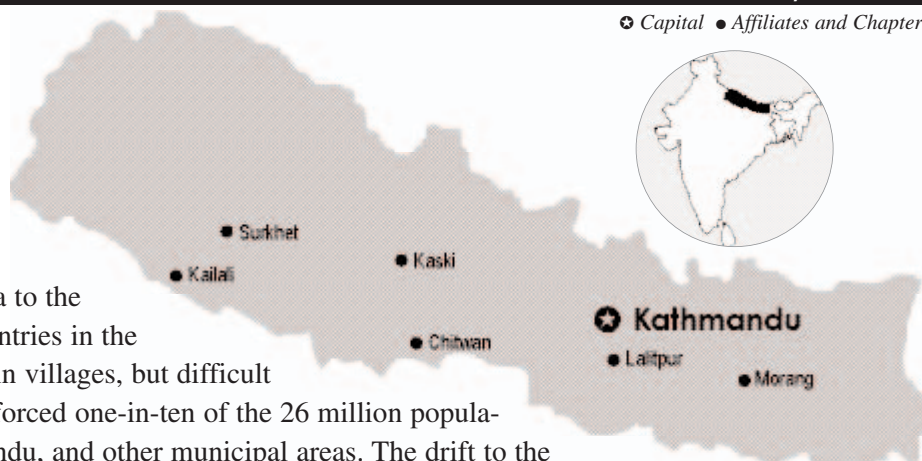 ✪ Capital ● Affiliates and Chapter
Surkhet
Kaski
Kailali
a to the
Kathmandu
ntries in the
Chitwan
Lalitpur
in villages, but difficult
Morang
forced one-in-ten of the 26 million popula-
ndu, and other municipal areas. The drift to the